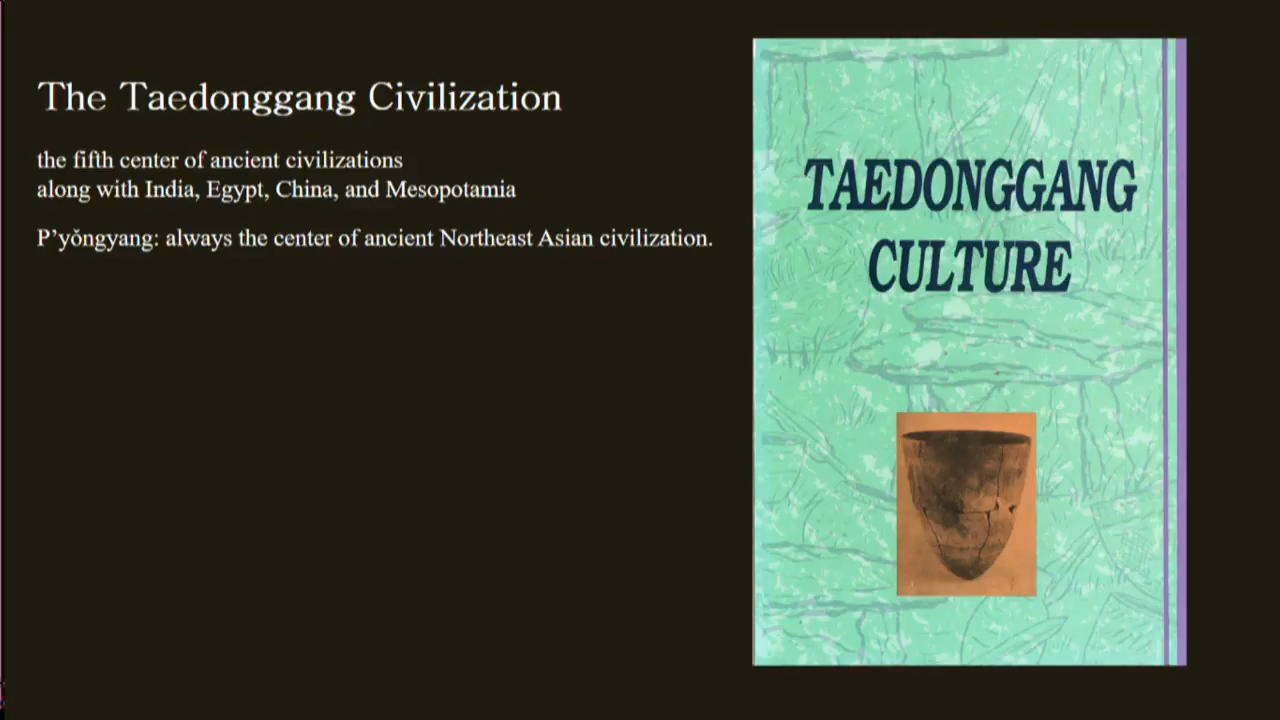 The Taedonggang Civilization
the fifth center of ancient civilizations
along with India, Egypt, China, and Mesopotamia
P’yŏngyang: always the center of ancient Northeast Asian civilization.
TAEDONGGANG
CULTURE